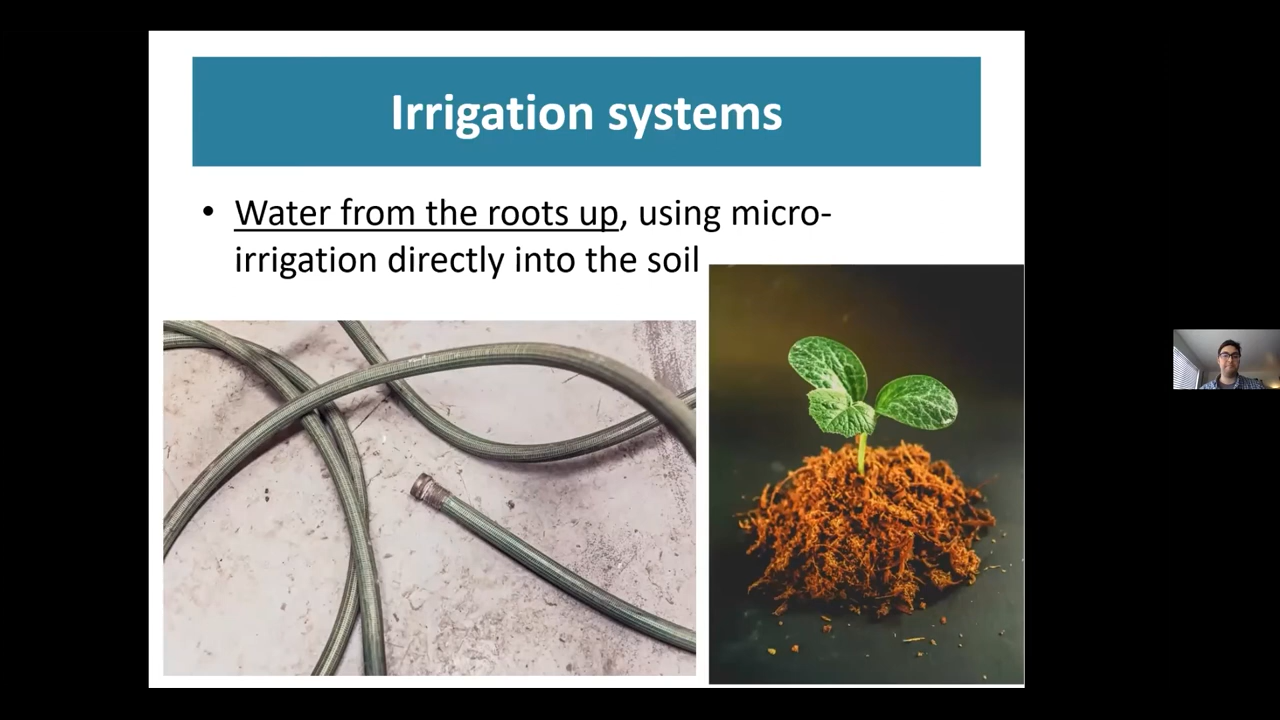 Irrigation systems
• Water from the roots up, using micro-
irrigation directly into the soil